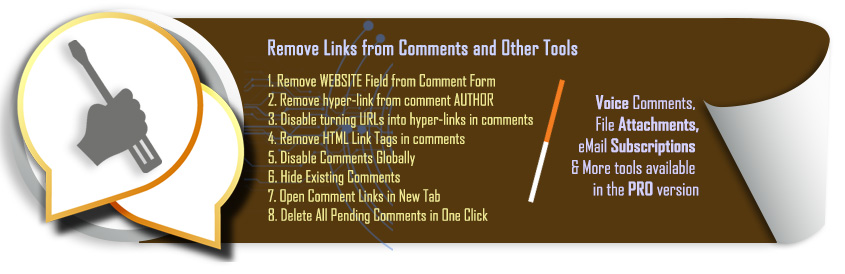 Remove Links from Comments and Other Tools
1. Remove WEBSITE Field from Comment Form
2. Remove hyper-link from comment AUTHOR
3. Disable turning URLs into hyper-links in comments
4. Remove HTML Link Tags in comments
5. Disable Comments Globally
6. Hide Existing Comments
7. Open Comment Links in New Tab
8. Delete All Pending Comments in One Click
Voice Comments,
File Attachments,
eMail Subscriptions
& More tools available
in the PRO version